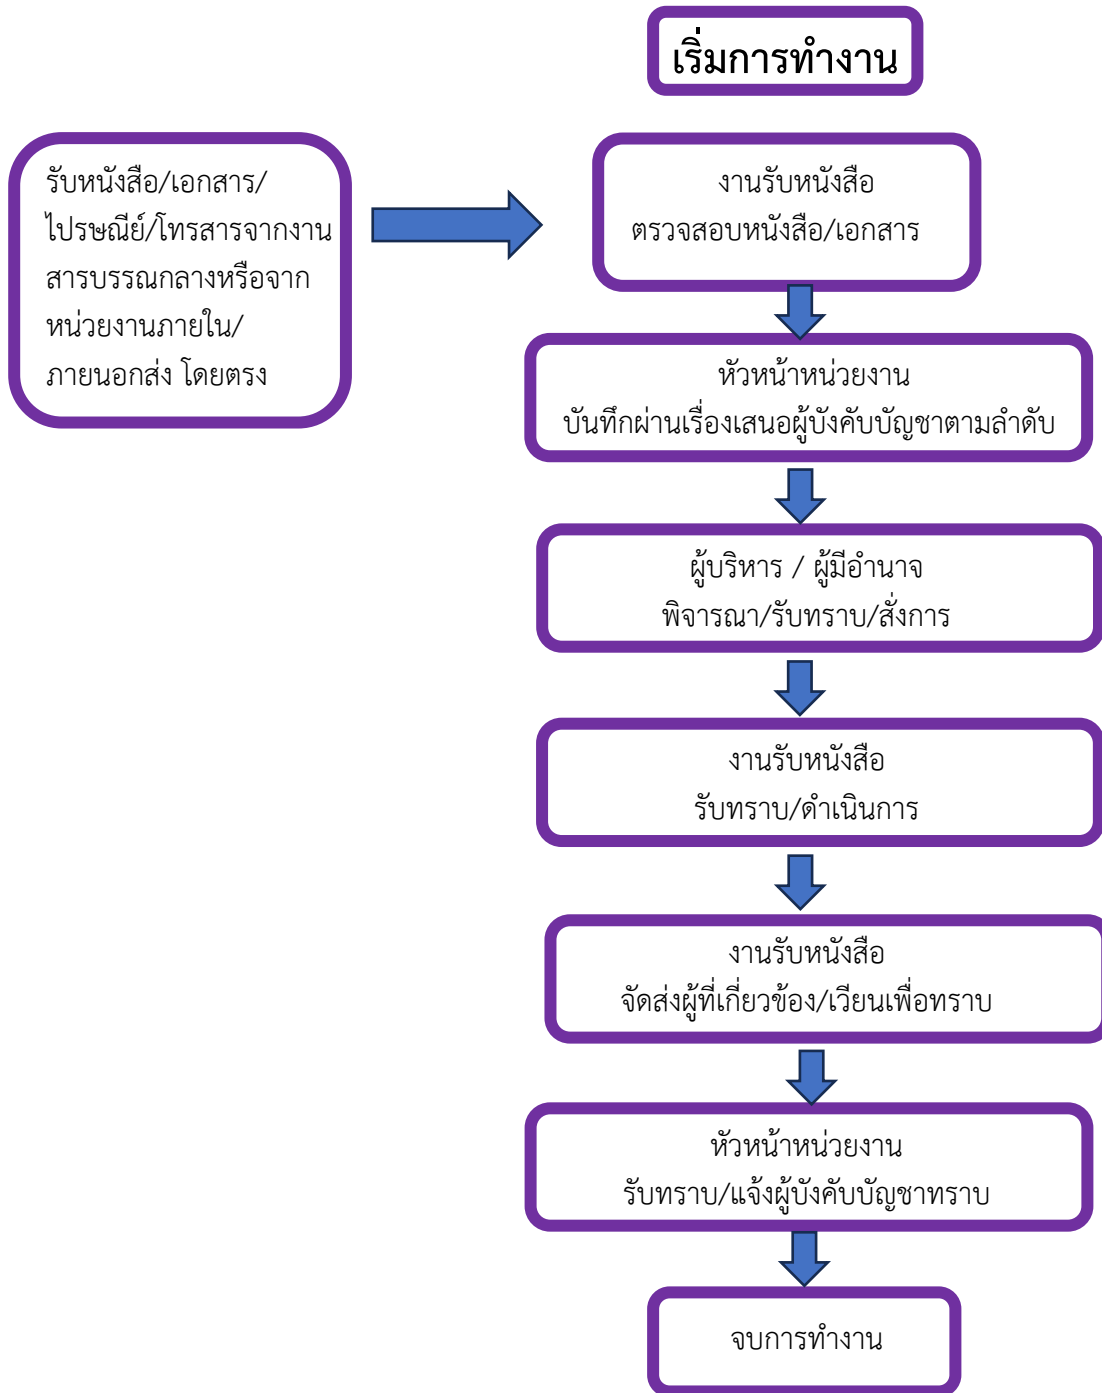 เริ่มการทำงาน
รับหนังสือ/เอกสาร/
ไปรษณีย์/โทรสารจากงาน
สารบรรณกลางหรือจาก
หน่วยงานภายใน/
ภายนอกส่ง โดยตรง
งานรับหนังสือ
ตรวจสอบหนังสือ/เอกสาร
หัวหน้าหน่วยงาน
บันทึกผ่านเรื่องเสนอผู้บังคับบัญชาตามลำดับ
ผู้บริหาร / ผู้มีอำนาจ
พิจารณา/รับทราบ/สั่งการ
งานรับหนังสือ
รับทราบ/ดำเนินการ
งานรับหนังสือ
จัดส่งผู้ที่เกี่ยวข้อง/เวียนเพื่อทราบ
หัวหน้าหน่วยงาน
รับทราบ/แจ้งผู้บังคับบัญชาทราบ
จบการทำงาน